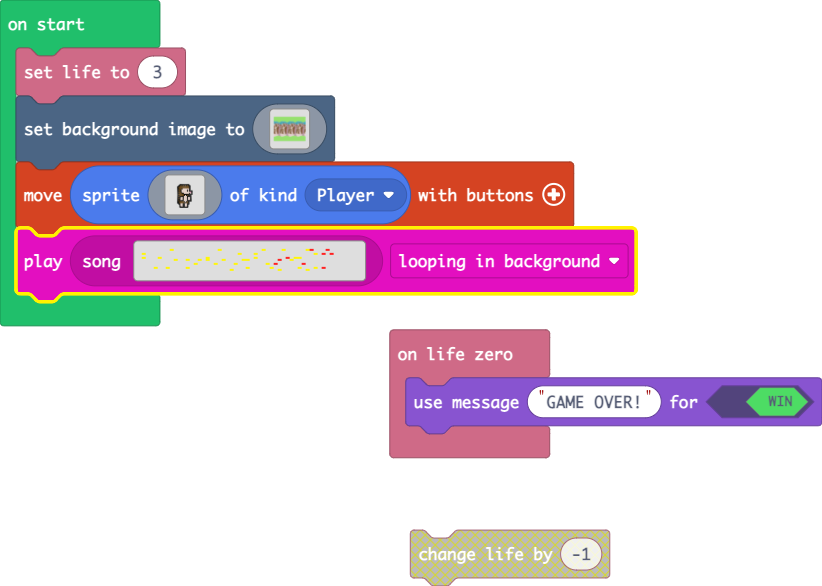 on start
set life to 3
set background image to
move sprite of kind Player with buttons
play song looping in background
on life zero
use message "GAME OVER!" for WIN
change life by -1